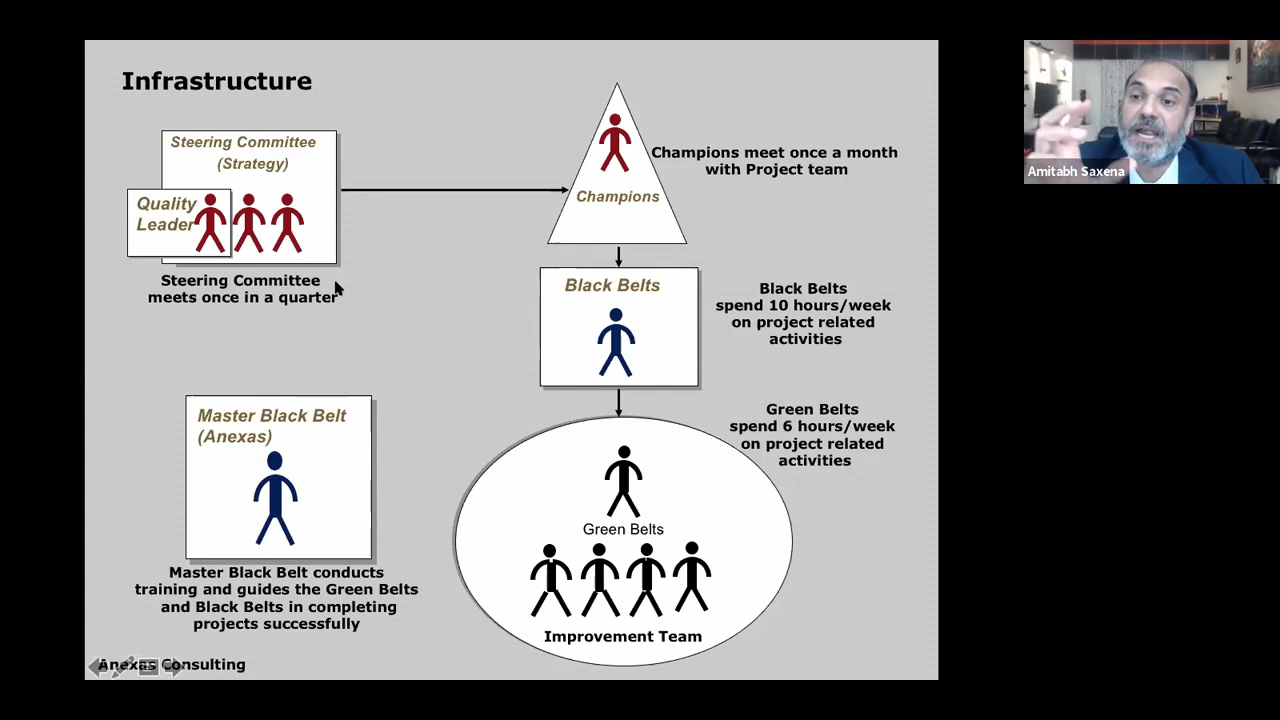 Infrastructure
Steering Committee
(Strategy)
Quality
Leader
Steering Committee
meets once in a quarter
Champions
Champions meet once a month
with Project team
Black Belts
Black Belts
spend 10 hours/week
on project related
activities
Green Belts
spend 6 hours/week
on project related
activities
Green Belts
Improvement Team
Master Black Belt
(Anexas)
Master Black Belt conducts
training and guides the Green Belts
and Black Belts in completing
projects successfully
Anexas Consulting
Amitabh Saxena